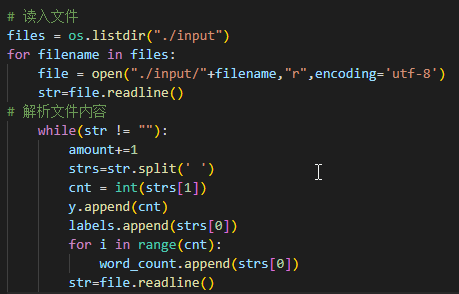 # 读入文件
files = os.listdir("./input")
for filename in files:
    file = open("./input/"+filename,"r",encoding='utf-8')
    str=file.readline()
# 解析文件内容
    while(str != ""):
        amount+=1
        strs=str.split(' ')
        cnt = int(strs[1])
        y.append(cnt)
        labels.append(strs[0])
        for i in range(cnt):
            word_count.append(strs[0])
        str=file.readline()